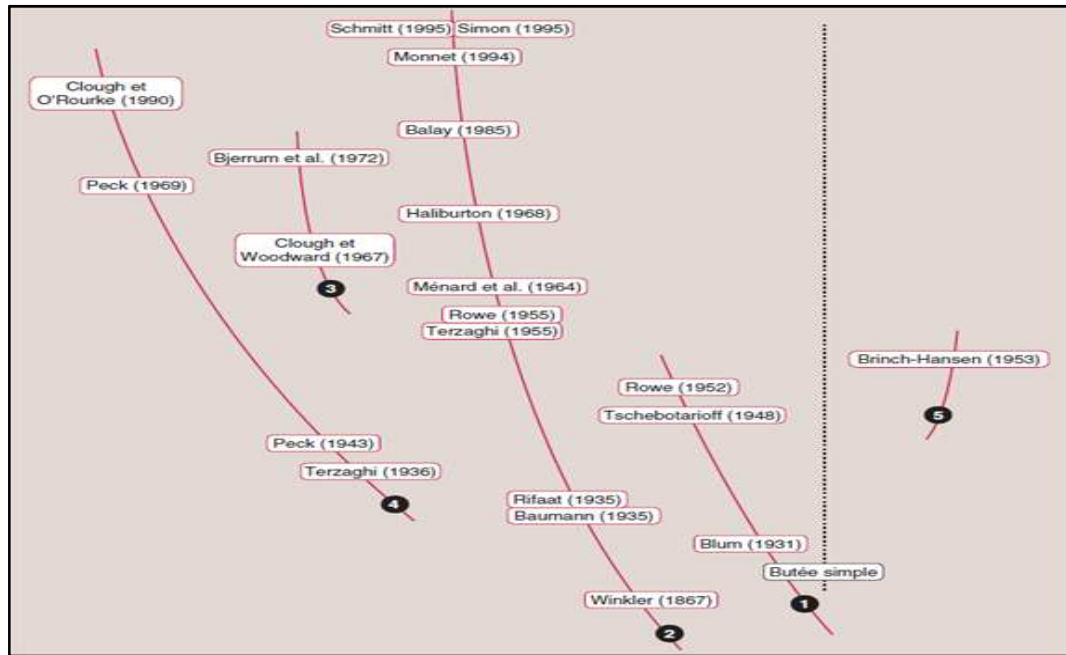 Schmitt (1995) Simon (1995)
Monnet (1994)
Clough et
O'Rourke (1990)
Balay (1985)
Bjerrum et al. (1972)
Peck (1969)
Haliburton (1968)
Clough et
Woodward (1967)
3
Ménard et al. (1964)
Rowe (1955)
Terzaghi (1955)
Brinch-Hansen (1953)
Rowe (1952)
Tschebotarioff (1948)
5
Peck (1943)
Terzaghi (1936)
4
Rifaat (1935)
Baumann (1935)
Blum (1931)
Butée simple
Winkler (1867)
1
2